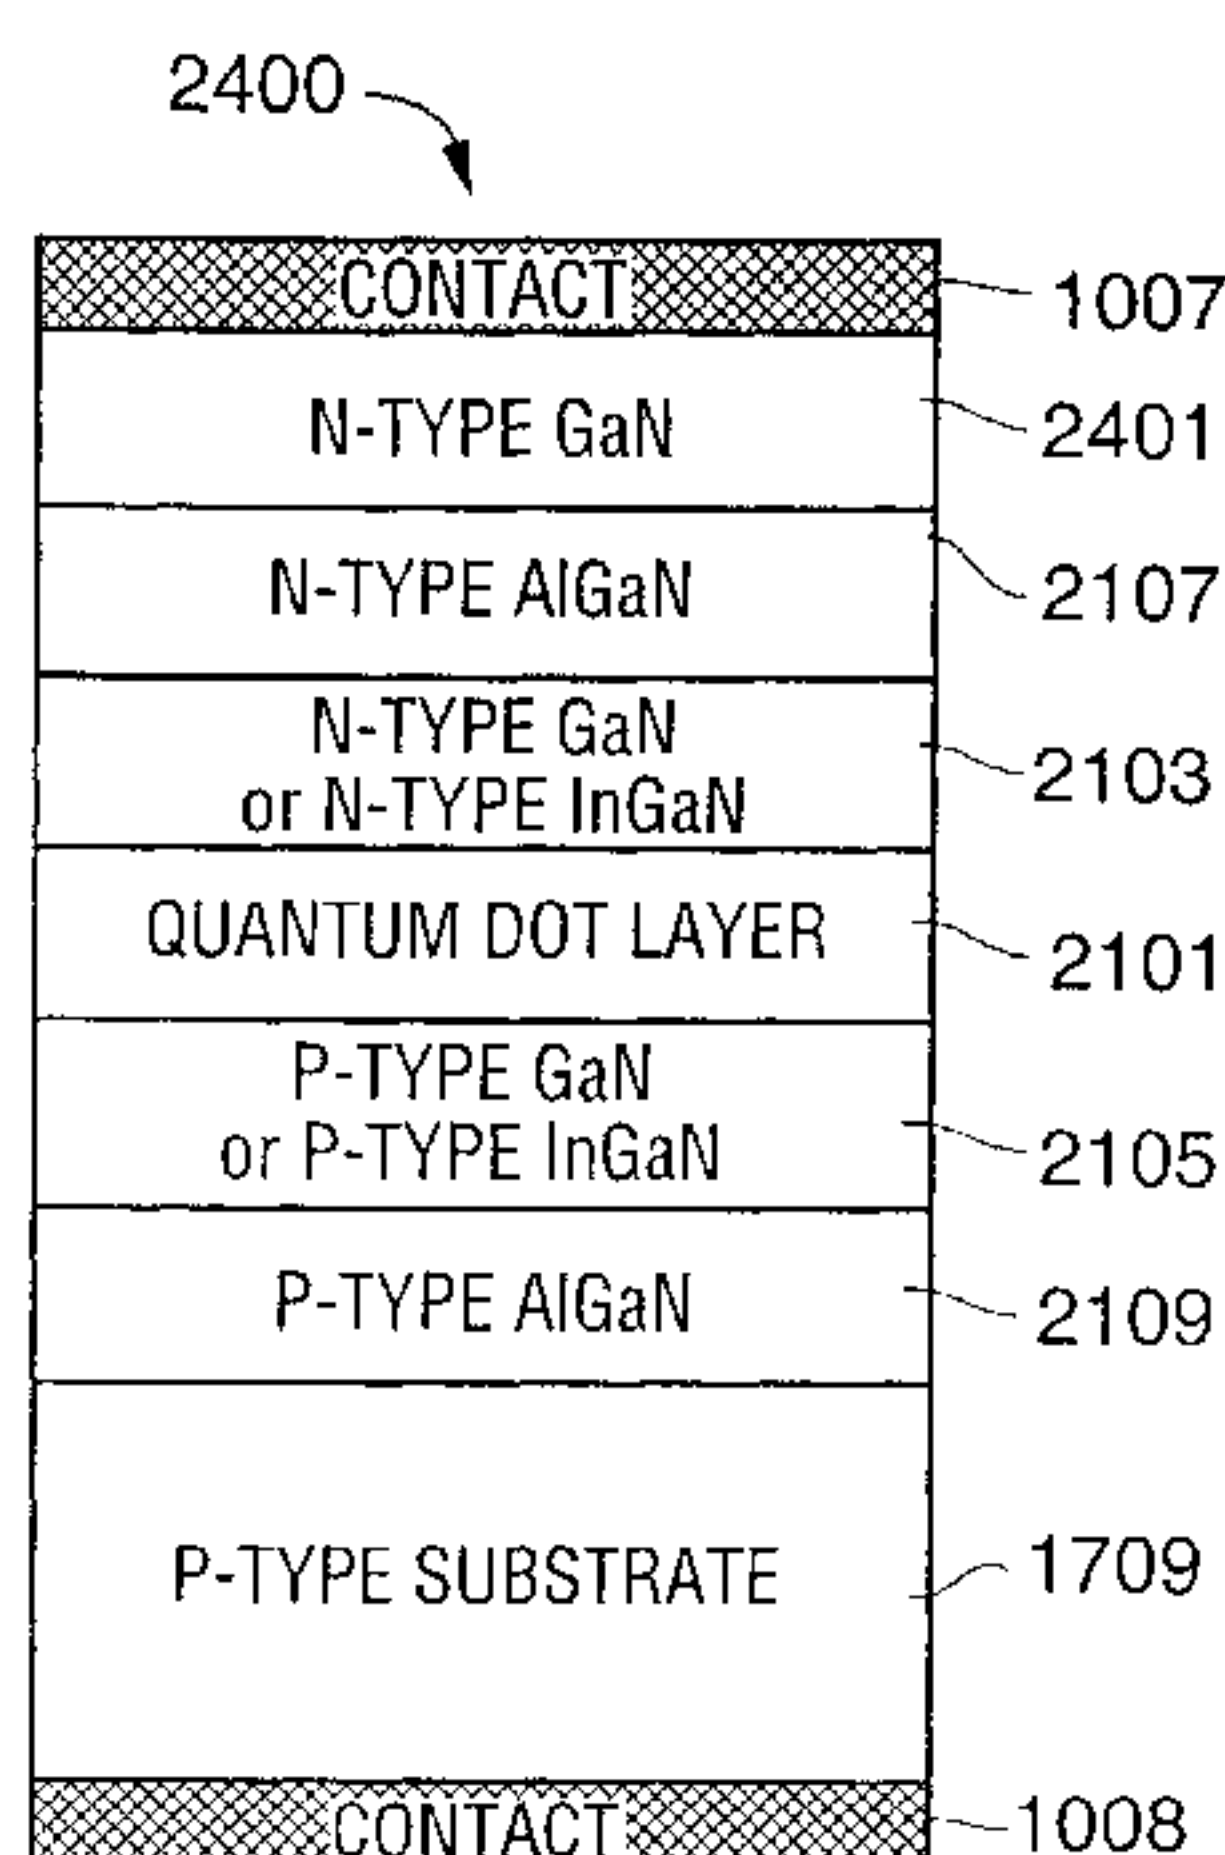 2400
CONTACT
1007
N-TYPE GaN
2401
N-TYPE AlGaN
2107
N-TYPE GaN
or N-TYPE InGaN
2103
QUANTUM DOT LAYER
2101
P-TYPE GaN
or P-TYPE InGaN
2105
P-TYPE AlGaN
2109
P-TYPE SUBSTRATE
1709
CONTACT
1008